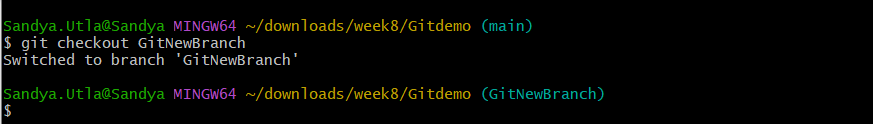 Sandya.Utla@Sandya MINGW64 ~/downloads/week8/Gitdemo (main)
$ git checkout GitNewBranch
Switched to branch 'GitNewBranch'
Sandya.Utla@Sandya MINGW64 ~/downloads/week8/Gitdemo (GitNewBranch)
$